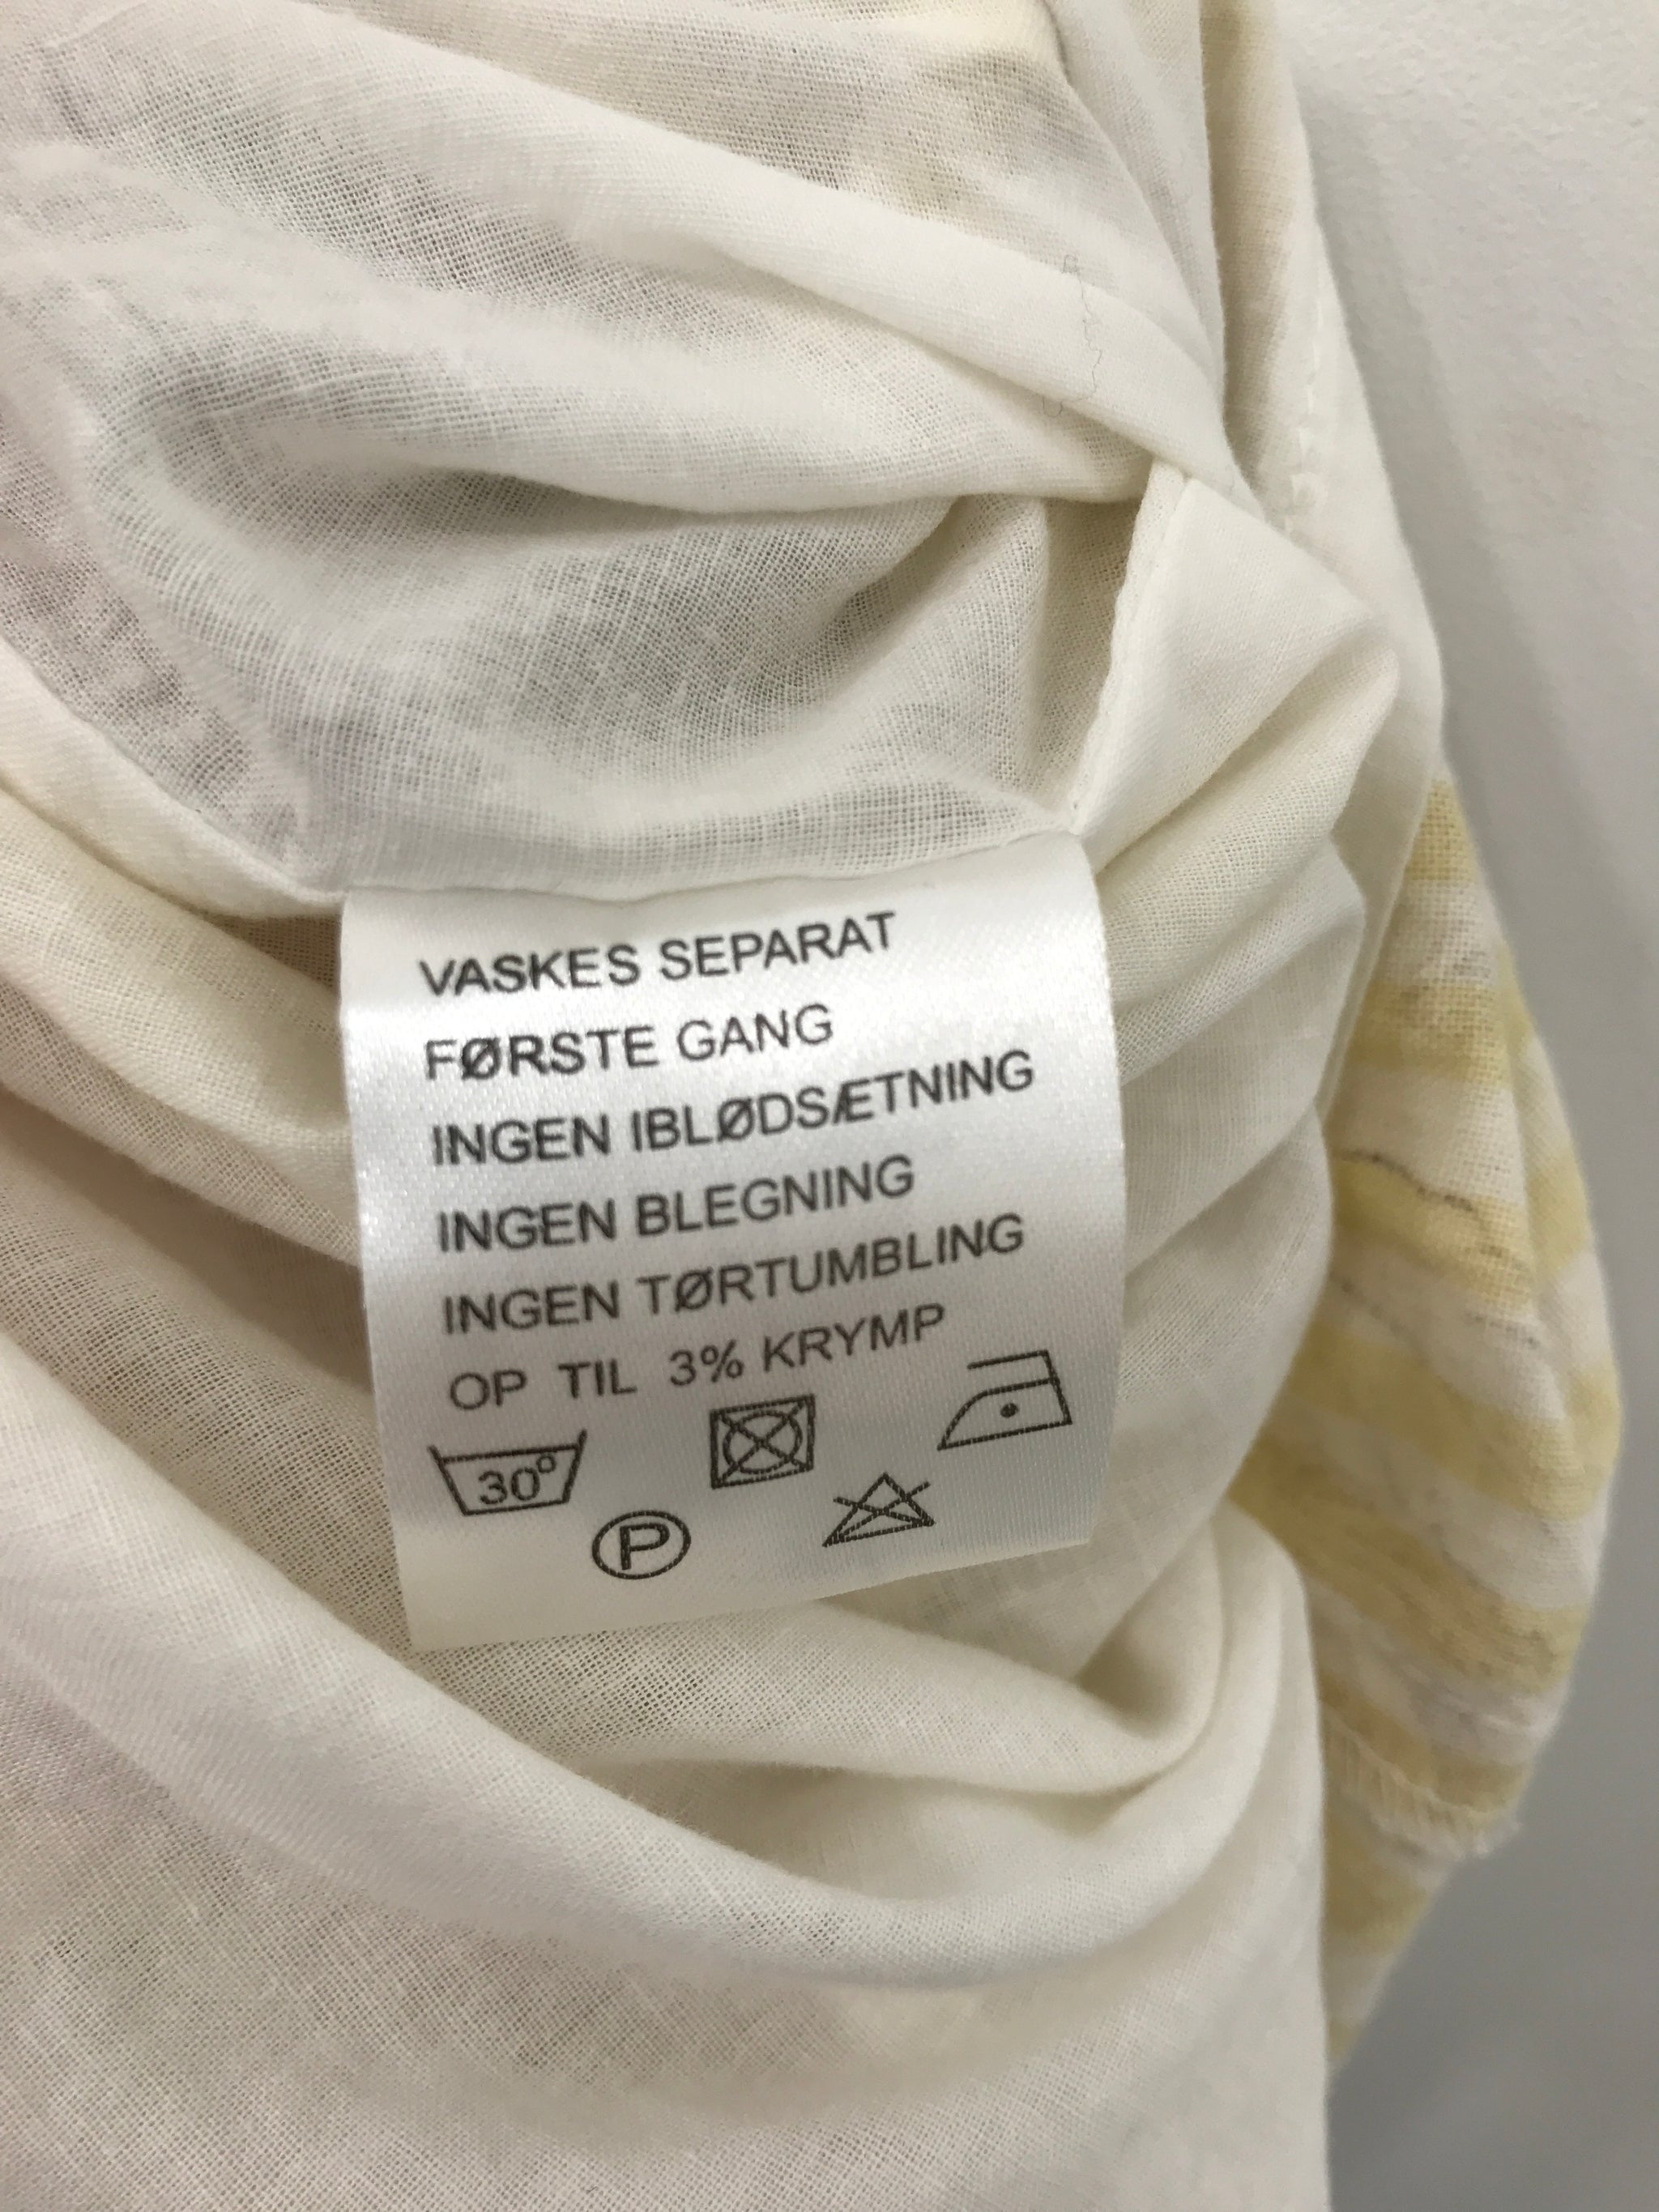 VASKES SEPARAT
FØRSTE GANG
INGEN IBLØDSÆTNING
INGEN BLEGNING
INGEN TØRTUMBLING
OP TIL 3% KRYMP
30°
P